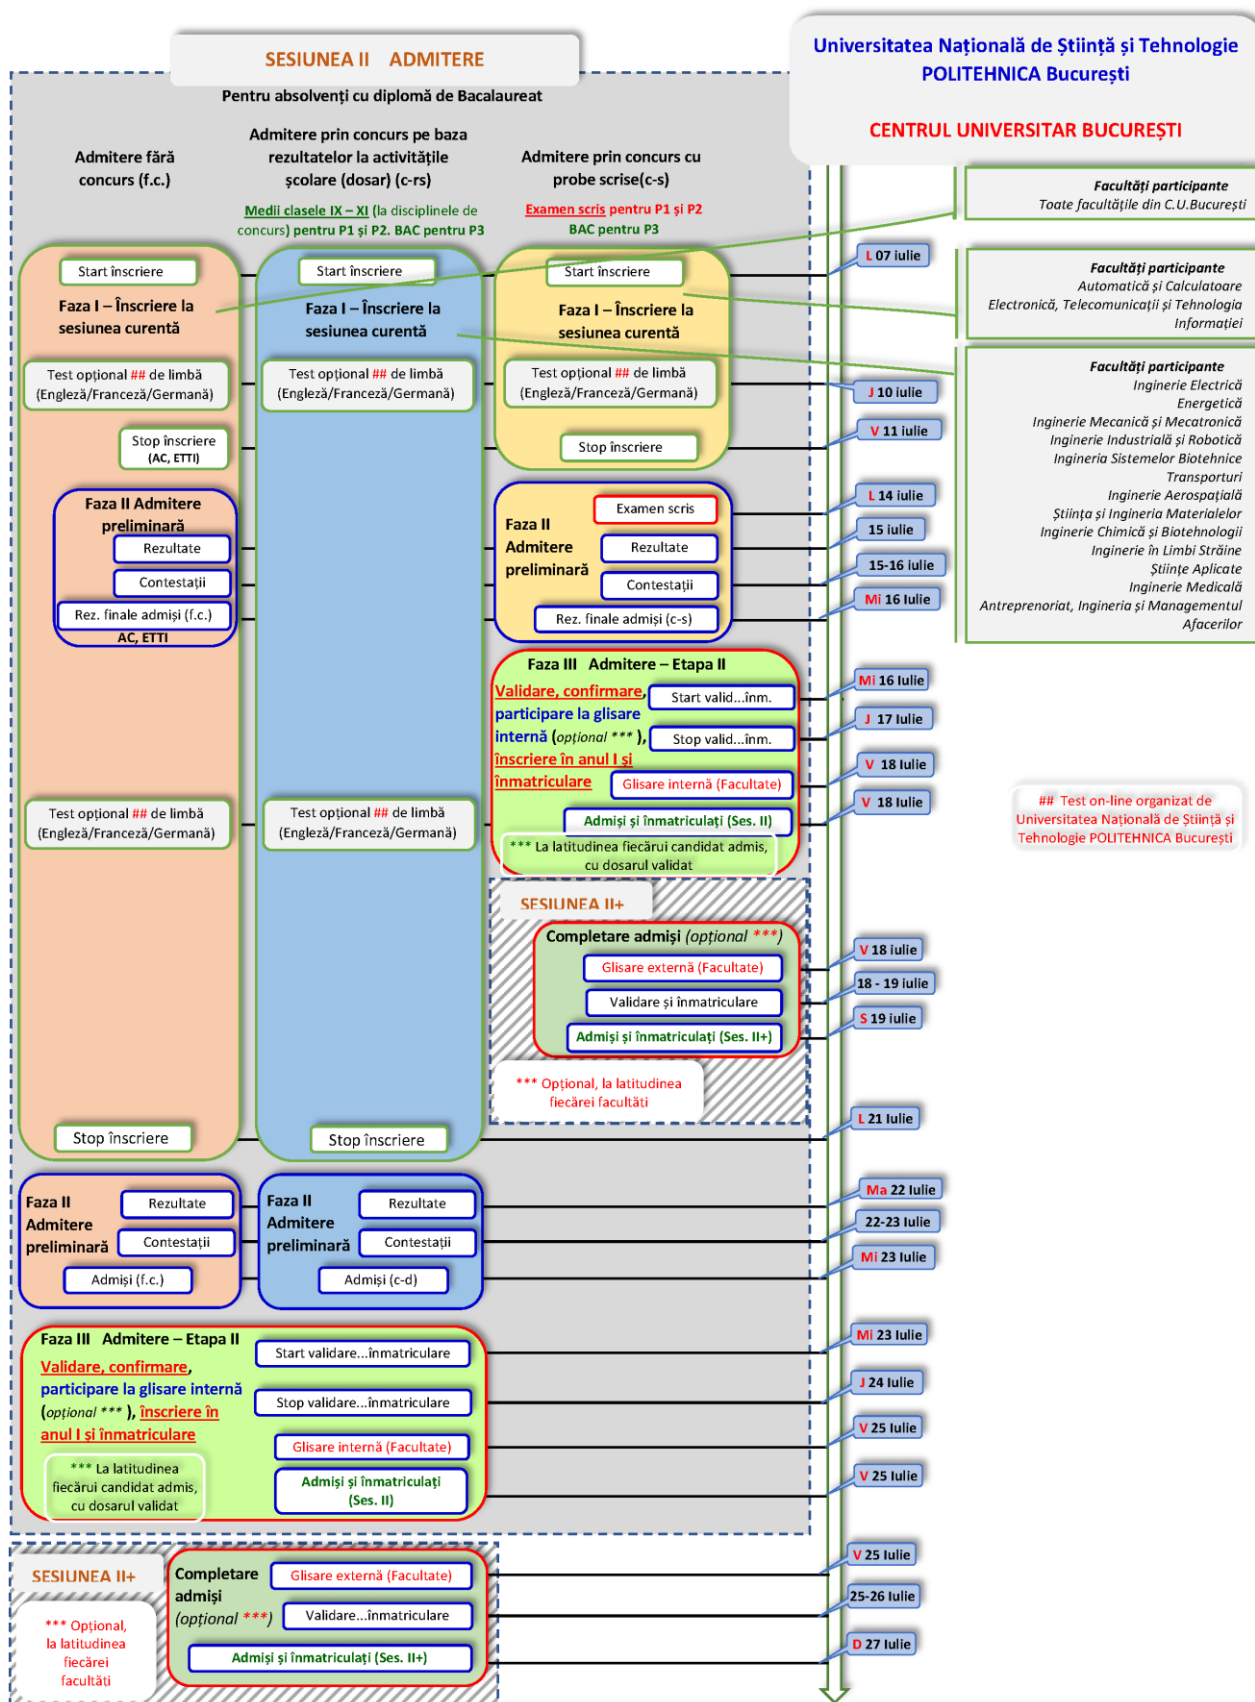 SESIUNEA II ADMITERE
Pentru absolvenți cu diplomă de Bacalaureat
Universitatea Națională de Știință și Tehnologie
POLITEHNICA București
CENTRUL UNIVERSITAR BUCUREȘTI
Admitere fără
concurs (f.c.)
Admitere prin concurs pe baza
rezultatelor la activitățile
școlare (dosar) (c-rs)
Medii clasele IX – XI (la disciplinele de
concurs) pentru P1 și P2. BAC pentru P3
Admitere prin concurs cu
probe scrise(c-s)
Examen scris pentru P1 și P2
BAC pentru P3
Facultăți participante
Toate facultățile din C.U.București
Facultăți participante
Automatică și Calculatoare
Electronică, Telecomunicații și Tehnologia
Informației
Facultăți participante
Inginerie Electrică
Energetică
Inginerie Mecanică și Mecatronică
Inginerie Industrială și Robotică
Ingineria Sistemelor Biotehnice
Transporturi
Inginerie Aerospațială
Știința și Ingineria Materialelor
Inginerie Chimică și Biotehnologii
Inginerie în Limbi Străine
Științe Aplicate
Inginerie Medicală
Antreprenoriat, Ingineria și Managementul
Afacerilor
Start înscriere
Faza I – Înscriere la
sesiunea curentă
Test opțional ## de limbă
(Engleză/Franceză/Germană)
Stop înscriere
(AC, ETTI)
Faza II Admitere
preliminară
Rezultate
Contestații
Rez. finale admiși (f.c.)
AC, ETTI
Test opțional ## de limbă
(Engleză/Franceză/Germană)
Stop înscriere
Start înscriere
Faza I – Înscriere la
sesiunea curentă
Test opțional ## de limbă
(Engleză/Franceză/Germană)
Test opțional ## de limbă
(Engleză/Franceză/Germană)
Stop înscriere
Start înscriere
Faza I – Înscriere la
sesiunea curentă
Test opțional ## de limbă
(Engleză/Franceză/Germană)
Stop înscriere
Faza II
Admitere
preliminară
Examen scris
Rezultate
Contestații
Rez. finale admiși (c-s)
Faza III Admitere – Etapa II
Validare, confirmare,
participare la glisare
internă (opțional *** ),
înscriere în anul I și
înmatriculare
Start valid...înm.
Stop valid...înm.
Glisare internă (Facultate)
Admiși și înmatriculați (Ses. II)
*** La latitudinea fiecărui candidat admis,
cu dosarul validat
SESIUNEA II+
Completare admiși (opțional ***)
Glisare externă (Facultate)
Validare și înmatriculare
Admiși și înmatriculați (Ses. II+)
*** Opțional, la latitudinea
fiecărei facultăți
L 07 iulie
J 10 iulie
V 11 iulie
L 14 iulie
15 iulie
15-16 iulie
Mi 16 Iulie
Mi 16 Iulie
J 17 Iulie
V 18 Iulie
V 18 Iulie
V 18 iulie
18 - 19 iulie
S 19 iulie
L 21 Iulie
Ma 22 Iulie
22-23 Iulie
Mi 23 Iulie
Mi 23 Iulie
J 24 Iulie
V 25 Iulie
V 25 Iulie
V 25 Iulie
25-26 Iulie
D 27 Iulie
## Test on-line organizat de
Universitatea Națională de Știință și
Tehnologie POLITEHNICA București
Faza II
Admitere
preliminară
Rezultate
Contestații
Admiși (f.c.)
Faza II
Admitere
preliminară
Rezultate
Contestații
Admiși (c-d)
Faza III Admitere – Etapa II
Validare, confirmare,
participare la glisare internă
(opțional *** ), înscriere în
anul I și înmatriculare
*** La latitudinea
fiecărui candidat admis,
cu dosarul validat
Start validare...înmatriculare
Stop validare...înmatriculare
Glisare internă (Facultate)
Admiși și înmatriculați
(Ses. II)
SESIUNEA II+
*** Opțional,
la latitudinea
fiecărei
facultăți
Completare
admiși
(opțional ***)
Glisare externă (Facultate)
Validare...înmatriculare
Admiși și înmatriculați (Ses. II+)